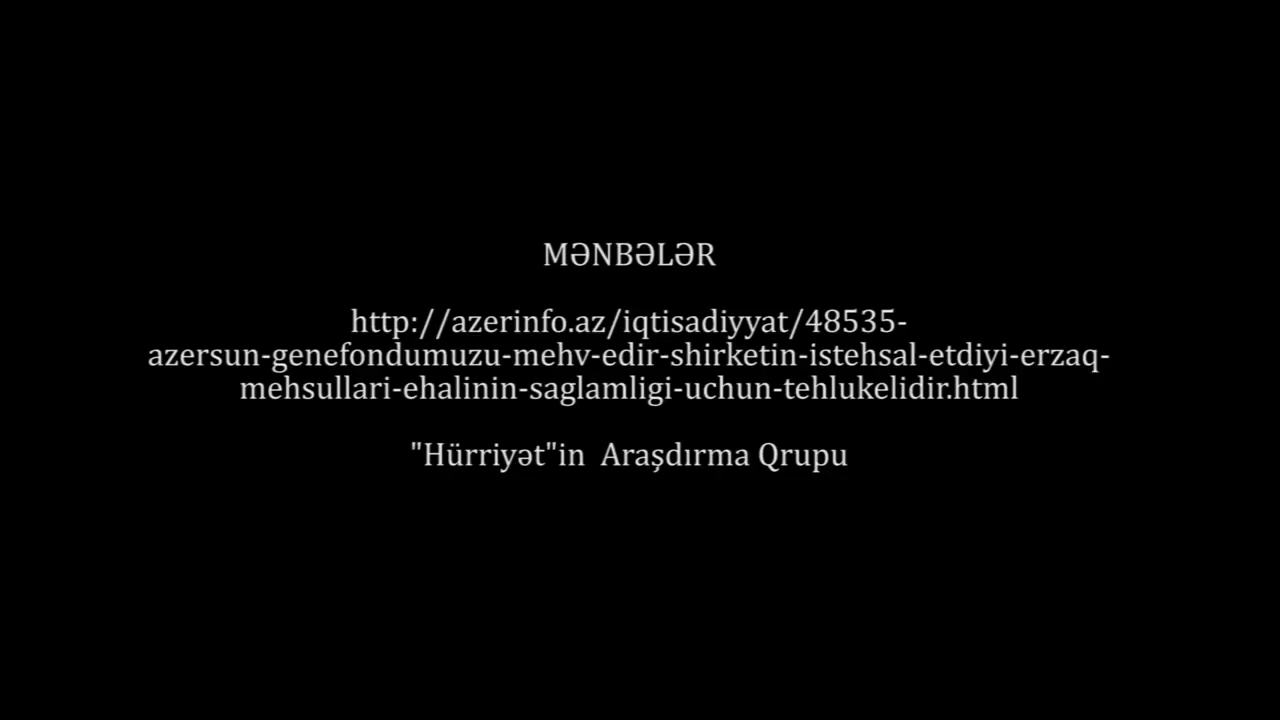 MƏNBƏLƏR
http://azerinfo.az/iqtisadiyyat/48535-
azersun-genefondumuzu-mehv-edir-shirketin-istehsal-etdiyi-erzaq-
mehsullari-ehalinin-saglamligi-uchun-tehlukelidir.html
"Hürriyət"in  Araşdırma Qrupu